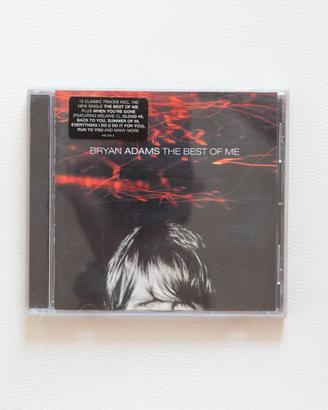 13 CLASSIC TRACKS INCL. HIS
NEW SINGLE THE BEST OF ME,
PLUS WHEN YOU'RE GONE
(FEATURING MELANIE C), CLOUD #9,
BACK TO YOU, SUMMER OF 69,
EVERYTHING I DO (I DO IT FOR YOU),
RUN TO YOU AND MANY MORE
BRYAN ADAMS THE BEST OF ME